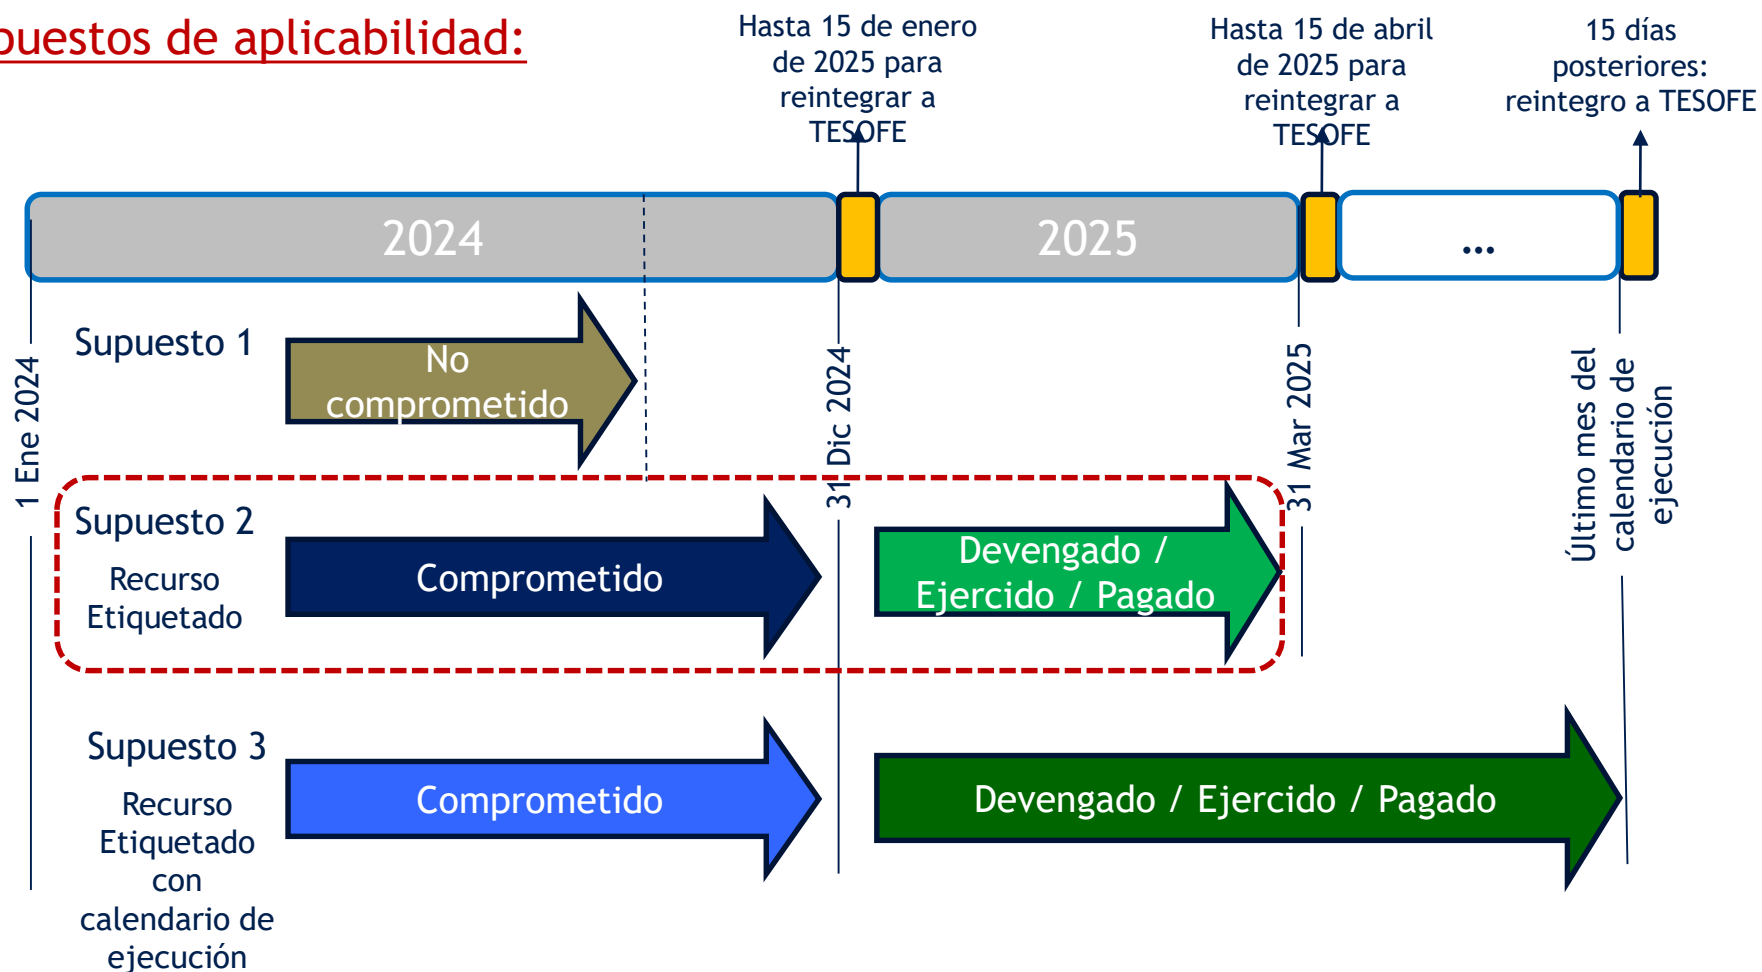 puestos de aplicabilidad:
Hasta 15 de enero
de 2025 para
reintegrar a
TESOFE
Hasta 15 de abril
de 2025 para
reintegrar a
TESOFE
15 días
posteriores:
reintegro a TESOFE
2024
2025
...
1 Ene 2024
31 Dic 2024
31 Mar 2025
Último mes del
calendario de
ejecución
Supuesto 1
No
comprometido
Supuesto 2
Recurso
Etiquetado
Comprometido
Devengado /
Ejercido / Pagado
Supuesto 3
Recurso
Etiquetado
con
calendario de
ejecución
Comprometido
Devengado / Ejercido / Pagado